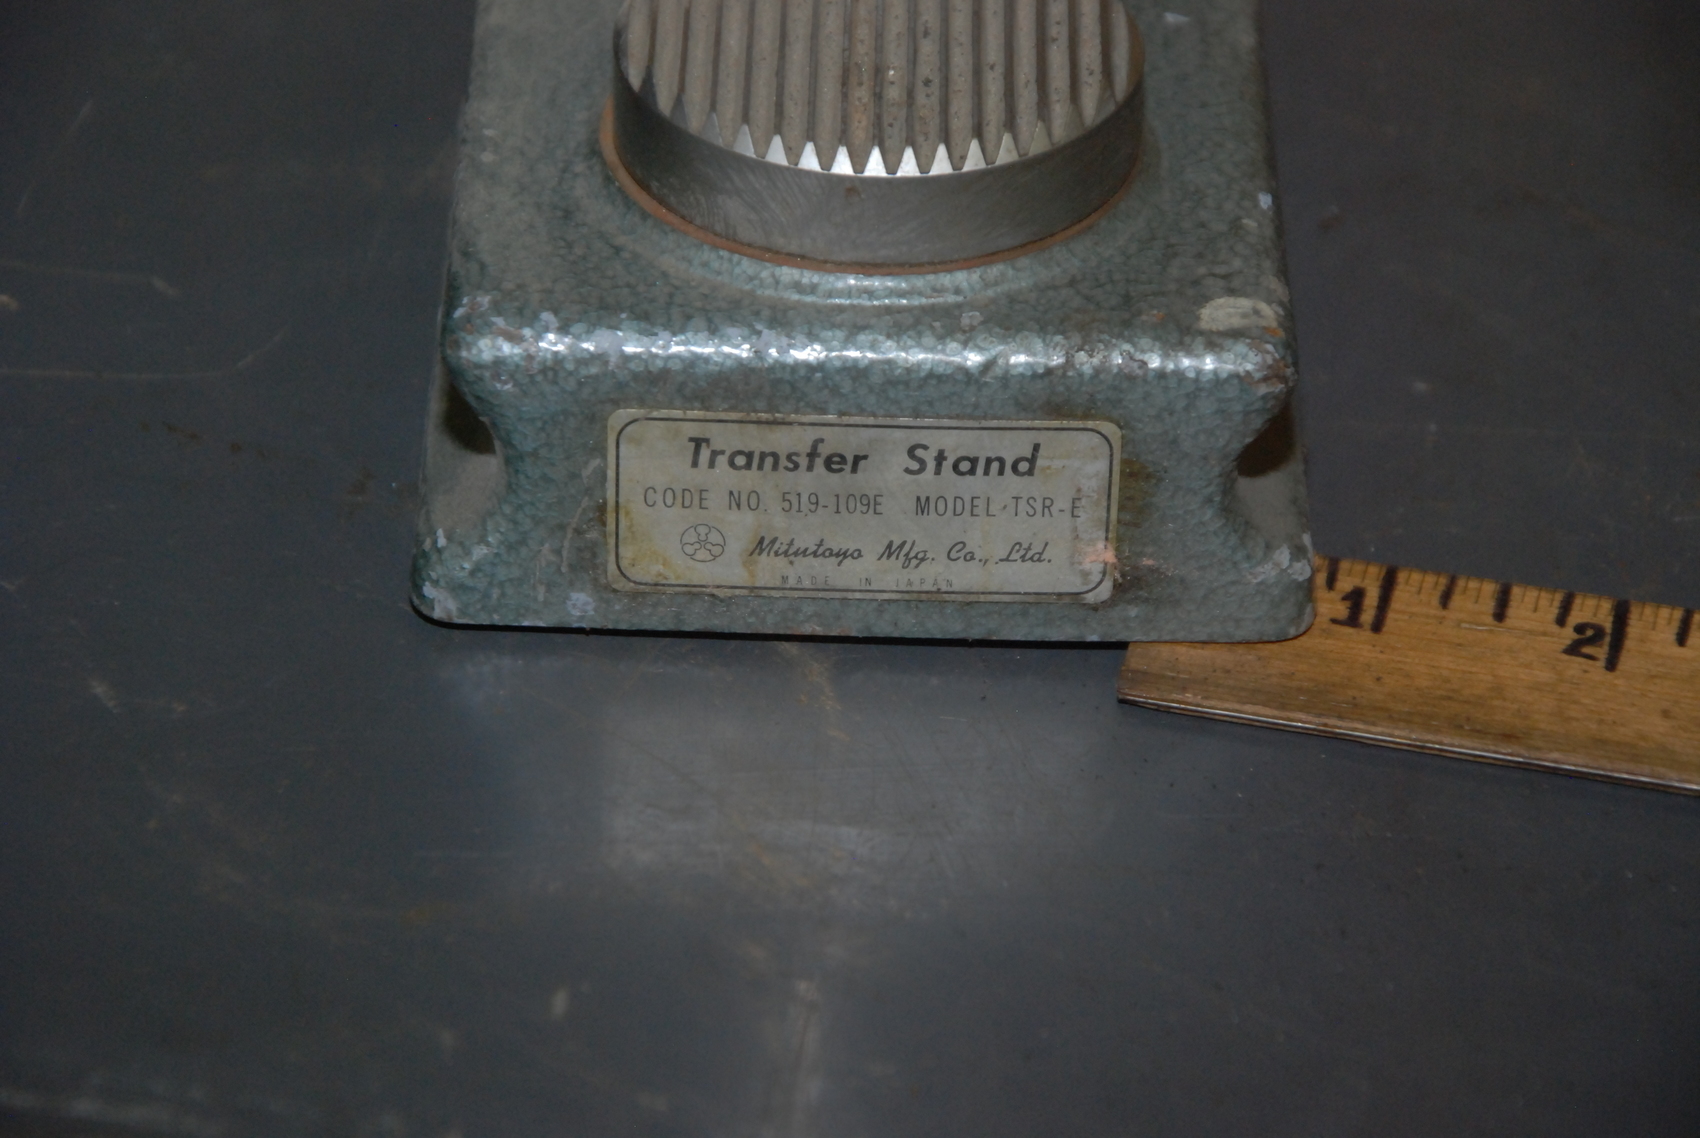 Transfer Stand
CODE NO. 519-109E MODEL TSR-E
Mitutoyo Mfg. Co., Ltd.
MADE IN JAPAN
1
2